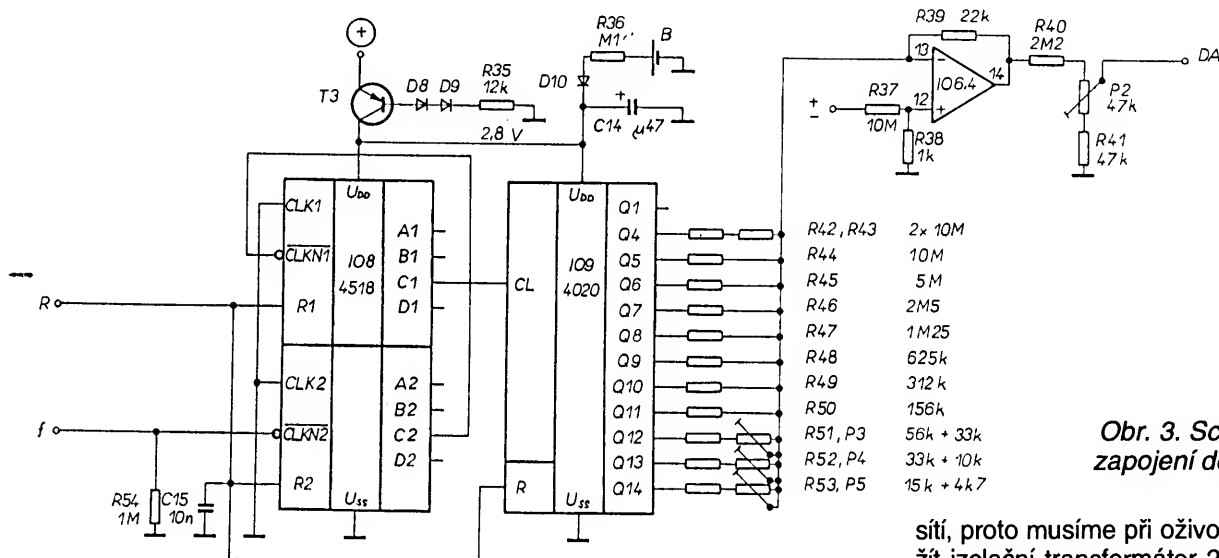 R39 22k
R40
2M2
DA
13
14
IO6.4
12
R37
10M
R38
1k
P2
47k
R41
47k
R36
M1''
B
D10
C14 µ47
+
T3
D8 D9
R35
12k
2,8 V
UDD
CLK1
CLKN1
R1
IO8
4518
A1
B1
C1
D1
CLK2
CLKN2
R2
A2
B2
C2
D2
USS
R
f
R54
1M
C15
10n
UDD
CL
IO9
4020
R
USS
Q1
Q4
Q5
Q6
Q7
Q8
Q9
Q10
Q11
Q12
Q13
Q14
R42, R43 2x 10M
R44 10M
R45 5M
R46 2M5
R47 1M25
R48 625k
R49 312k
R50 156k
R51, P3 56k + 33k
R52, P4 33k + 10k
R53, P5 15k + 4k7
Obr. 3. Sc
zapojení d
sítí, proto musíme při oživo
žít izolační transformátor 2